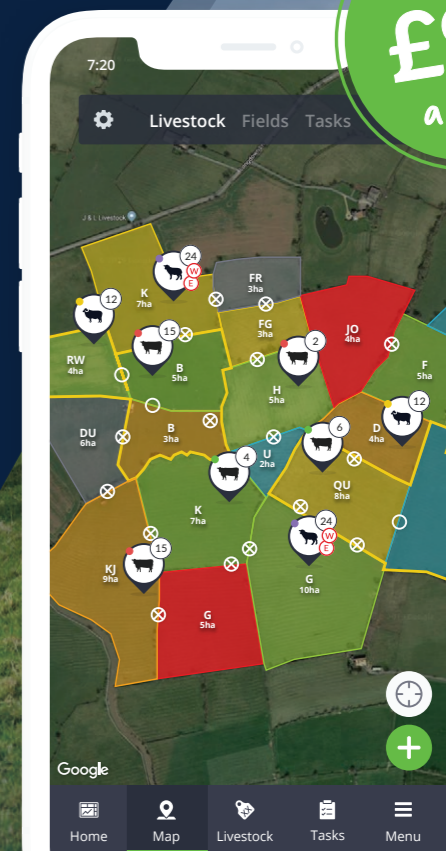 £
a
7:20
Livestock Fields Tasks
J & L Livestock
24
W
E
K
7ha
FR
3ha
12
15
FG
3ha
JO
4ha
2
RW
4ha
B
5ha
F
5ha
H
5ha
12
DU
6ha
B
3ha
6
D
4ha
U
2ha
4
QU
8ha
K
7ha
24
W
E
15
KJ
9ha
G
10ha
G
5ha
Google
Home Map Livestock Tasks Menu